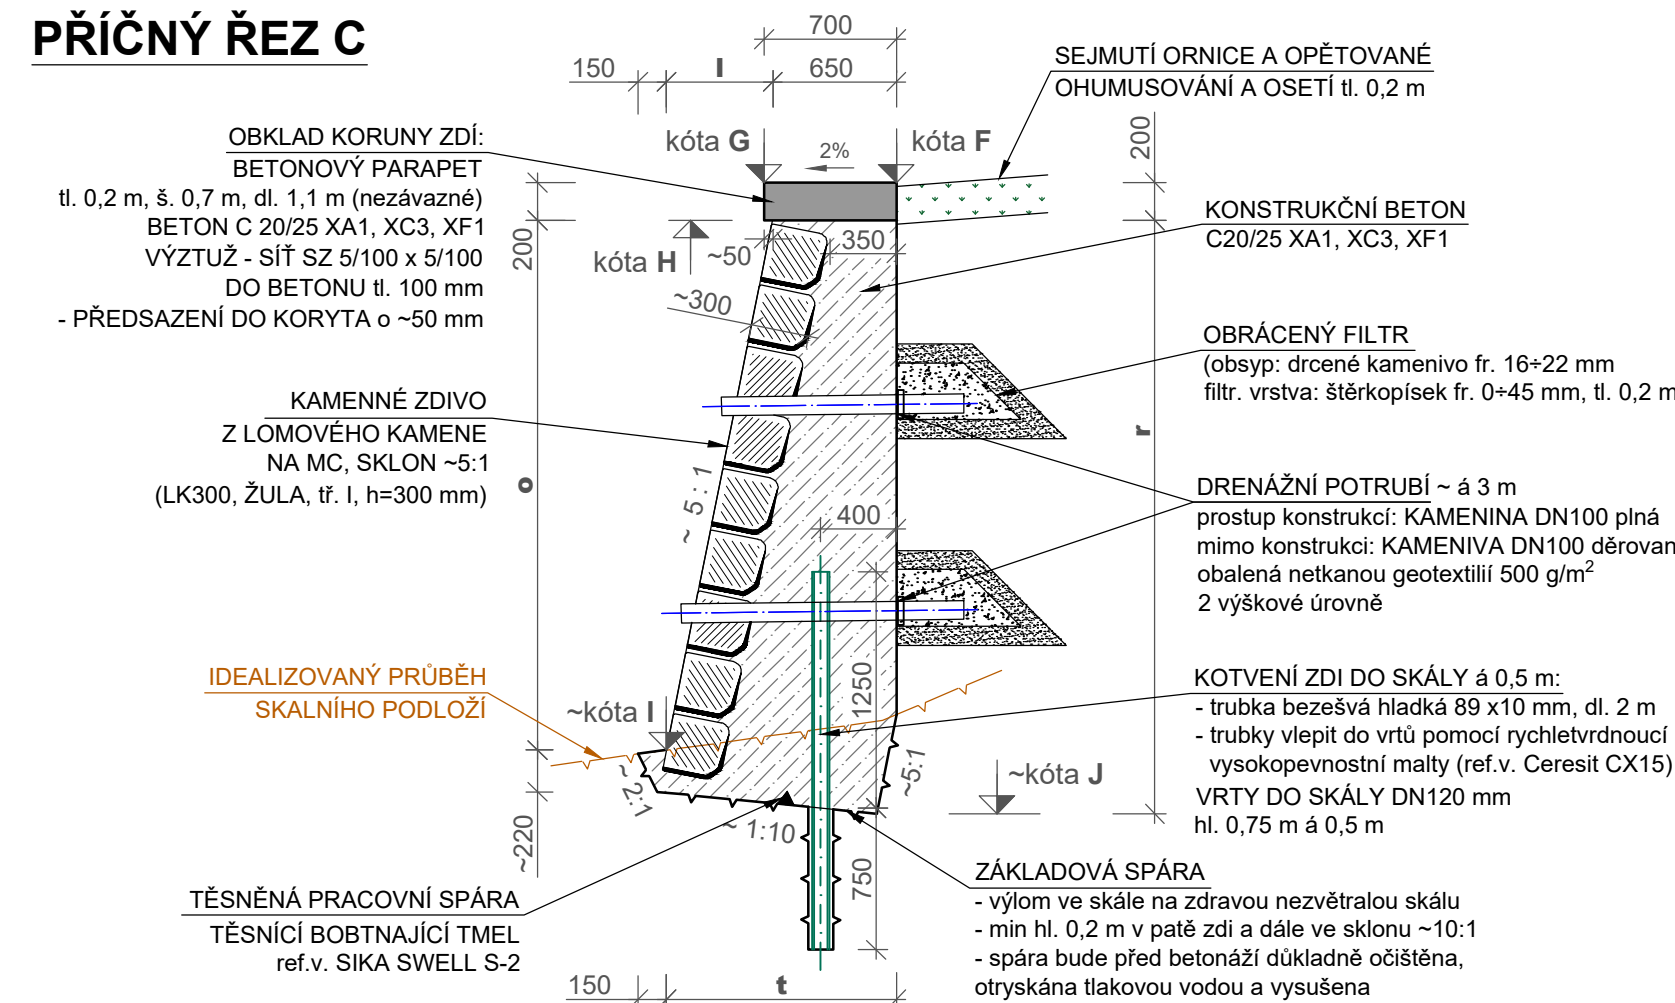 PŘÍČNÝ ŘEZ C
700
150
l
650
SEJMUTÍ ORNICE A OPĚTOVANÉ
OHUMUSOVÁNÍ A OSETÍ tl. 0,2 m
OBKLAD KORUNY ZDÍ:
BETONOVÝ PARAPET
tl. 0,2 m, š. 0,7 m, dl. 1,1 m (nezávazné)
BETON C 20/25 XA1, XC3, XF1
VÝZTUŽ - SÍŤ SZ 5/100 x 5/100
DO BETONU tl. 100 mm
- PŘEDSAZENÍ DO KORYTA o ~50 mm
kóta G
2%
kóta F
200
200
kóta H
~50
350
~300
KONSTRUKČNÍ BETON
C20/25 XA1, XC3, XF1
OBRÁCENÝ FILTR
(obsyp: drcené kamenivo fr. 16÷22 mm
filtr. vrstva: štěrkopísek fr. 0÷45 mm, tl. 0,2 m
KAMENNÉ ZDIVO
Z LOMOVÉHO KAMENE
NA MC, SKLON ~5:1
(LK300, ŽULA, tř. I, h=300 mm)
o
r
~ 5:1
400
DRENÁŽNÍ POTRUBÍ ~ á 3 m
prostup konstrukcí: KAMENINA DN100 plná
mimo konstrukci: KAMENIVA DN100 děrovan
obalená netkanou geotextilií 500 g/m2
2 výškové úrovně
IDEALIZOVANÝ PRŮBĚH
SKALNÍHO PODLOŽÍ
~kóta I
1250
KOTVENÍ ZDI DO SKÁLY á 0,5 m:
- trubka bezešvá hladká 89 x10 mm, dl. 2 m
- trubky vlepit do vrtů pomocí rychletvrdnoucí
vysokopevnostní malty (ref.v. Ceresit CX15)
VRTY DO SKÁLY DN120 mm
hl. 0,75 m á 0,5 m
~2:1
~5:1
~kóta J
~ 1:10
~220
750
TĚSNĚNÁ PRACOVNÍ SPÁRA
TĚSNÍCÍ BOBTNAJÍCÍ TMEL
ref.v. SIKA SWELL S-2
ZÁKLADOVÁ SPÁRA
- výlom ve skále na zdravou nezvětralou skálu
- min hl. 0,2 m v patě zdi a dále ve sklonu ~10:1
- spára bude před betonáží důkladně očištěna,
otryskána tlakovou vodou a vysušena
150
t